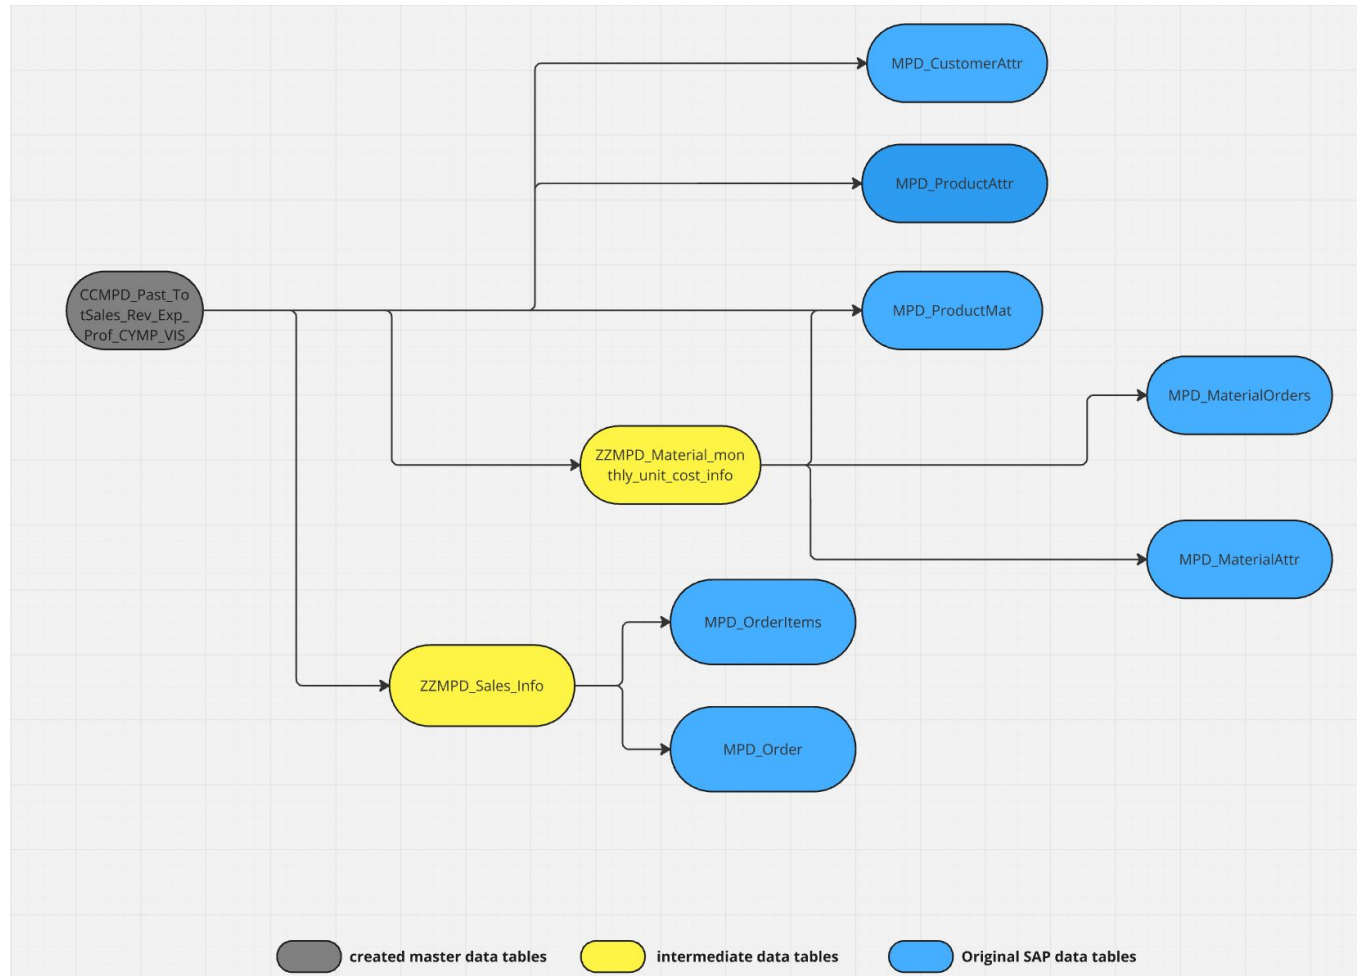 MPD_CustomerAttr
MPD_ProductAttr
CCMPD_Past_To
tSales_Rev_Exp_
Prof_CYMP_VIS
MPD_ProductMat
MPD_MaterialOrders
ZZMPD_Material_mon
thly_unit_cost_info
MPD_MaterialAttr
MPD_OrderItems
ZZMPD_Sales_Info
MPD_Order
created master data tables
intermediate data tables
Original SAP data tables